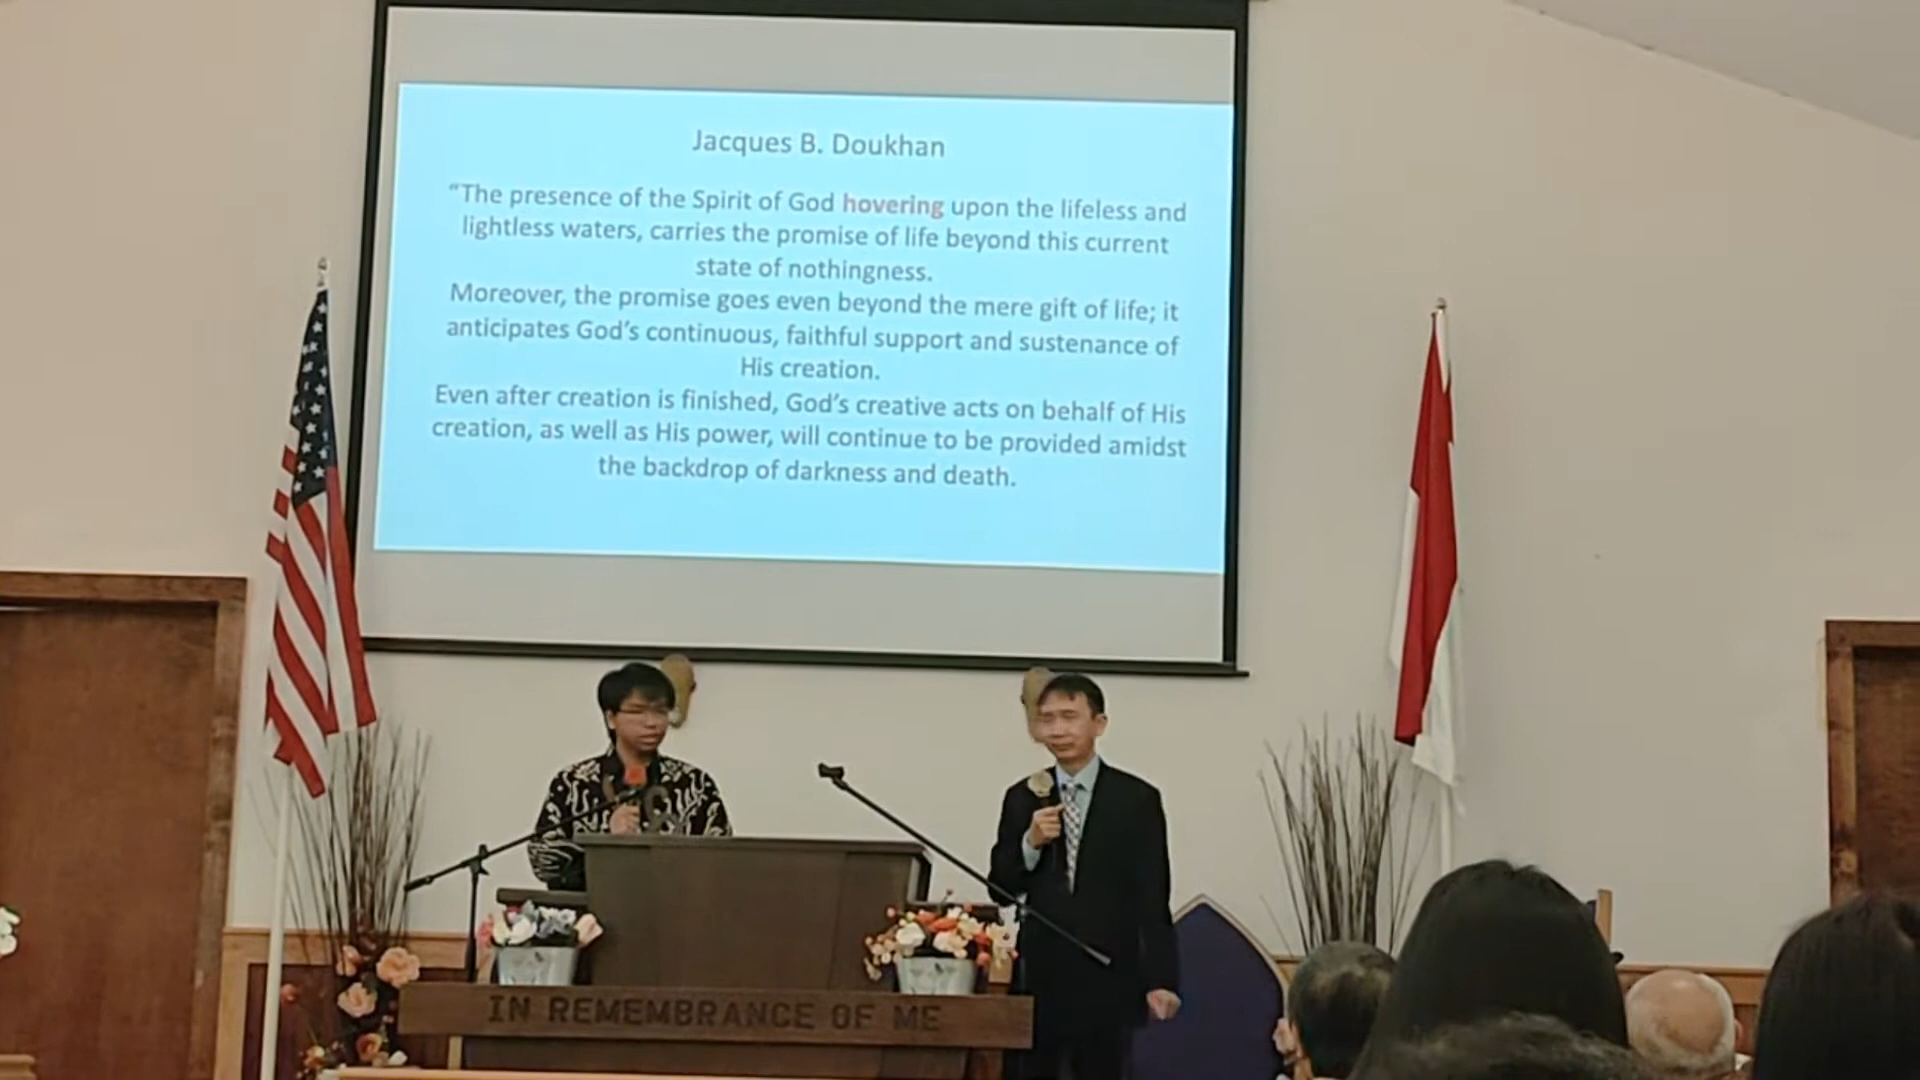 Jacques B. Doukhan
“The presence of the Spirit of God hovering upon the lifeless and
lightless waters, carries the promise of life beyond this current
state of nothingness.
Moreover, the promise goes even beyond the mere gift of life; it
anticipates God’s continuous, faithful support and sustenance of
His creation.
Even after creation is finished, God’s creative acts on behalf of His
creation, as well as His power, will continue to be provided amidst
the backdrop of darkness and death.
IN REMEMBRANCE OF ME